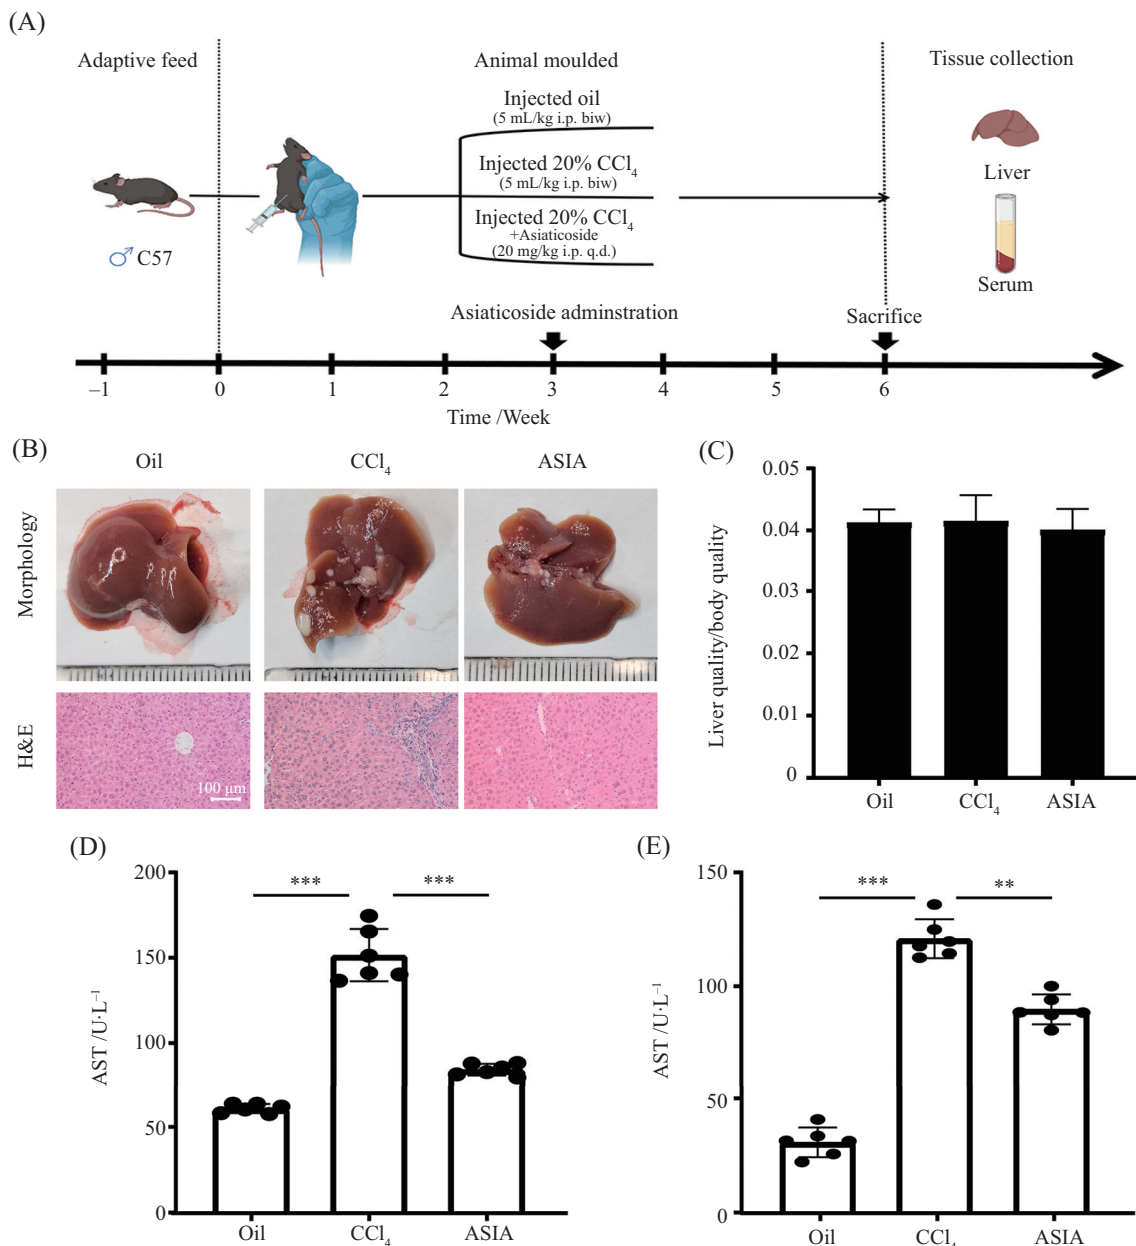 (A)
Adaptive feed
Animal moulded
Tissue collection
Injected oil
(5 mL/kg i.p. biw)
Injected 20% CCl₄
(5 mL/kg i.p. biw)
Injected 20% CCl₄
+Asiaticoside
(20 mg/kg i.p. q.d.)
♂ C57
Liver
Serum
Asiaticoside adminstration
Sacrifice
–1 0 1 2 3 4 5 6
Time /Week
(B)
Oil CCl₄ ASIA
Morphology
H&E
100 μm
(C)
Liver quality/body quality
0.05
0.04
0.03
0.02
0.01
0
Oil CCl₄ ASIA
(D)
AST /U·L⁻¹
200
150
100
50
0
*** ***
Oil CCl₄ ASIA
(E)
AST /U·L⁻¹
150
100
50
0
*** **
Oil CCl₄ ASIA